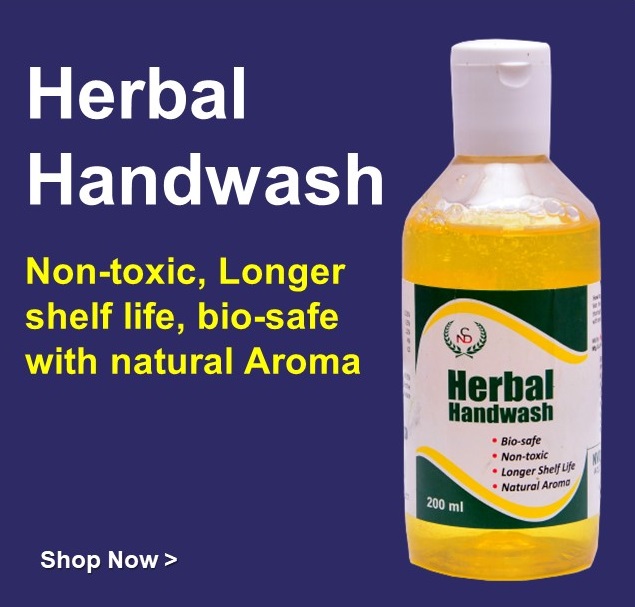 Herbal
Handwash
Non-toxic, Longer
shelf life, bio-safe
with natural Aroma
Shop Now >
Herbal
Handwash
• Bio-safe
• Non-toxic
• Longer Shelf Life
• Natural Aroma
200 ml